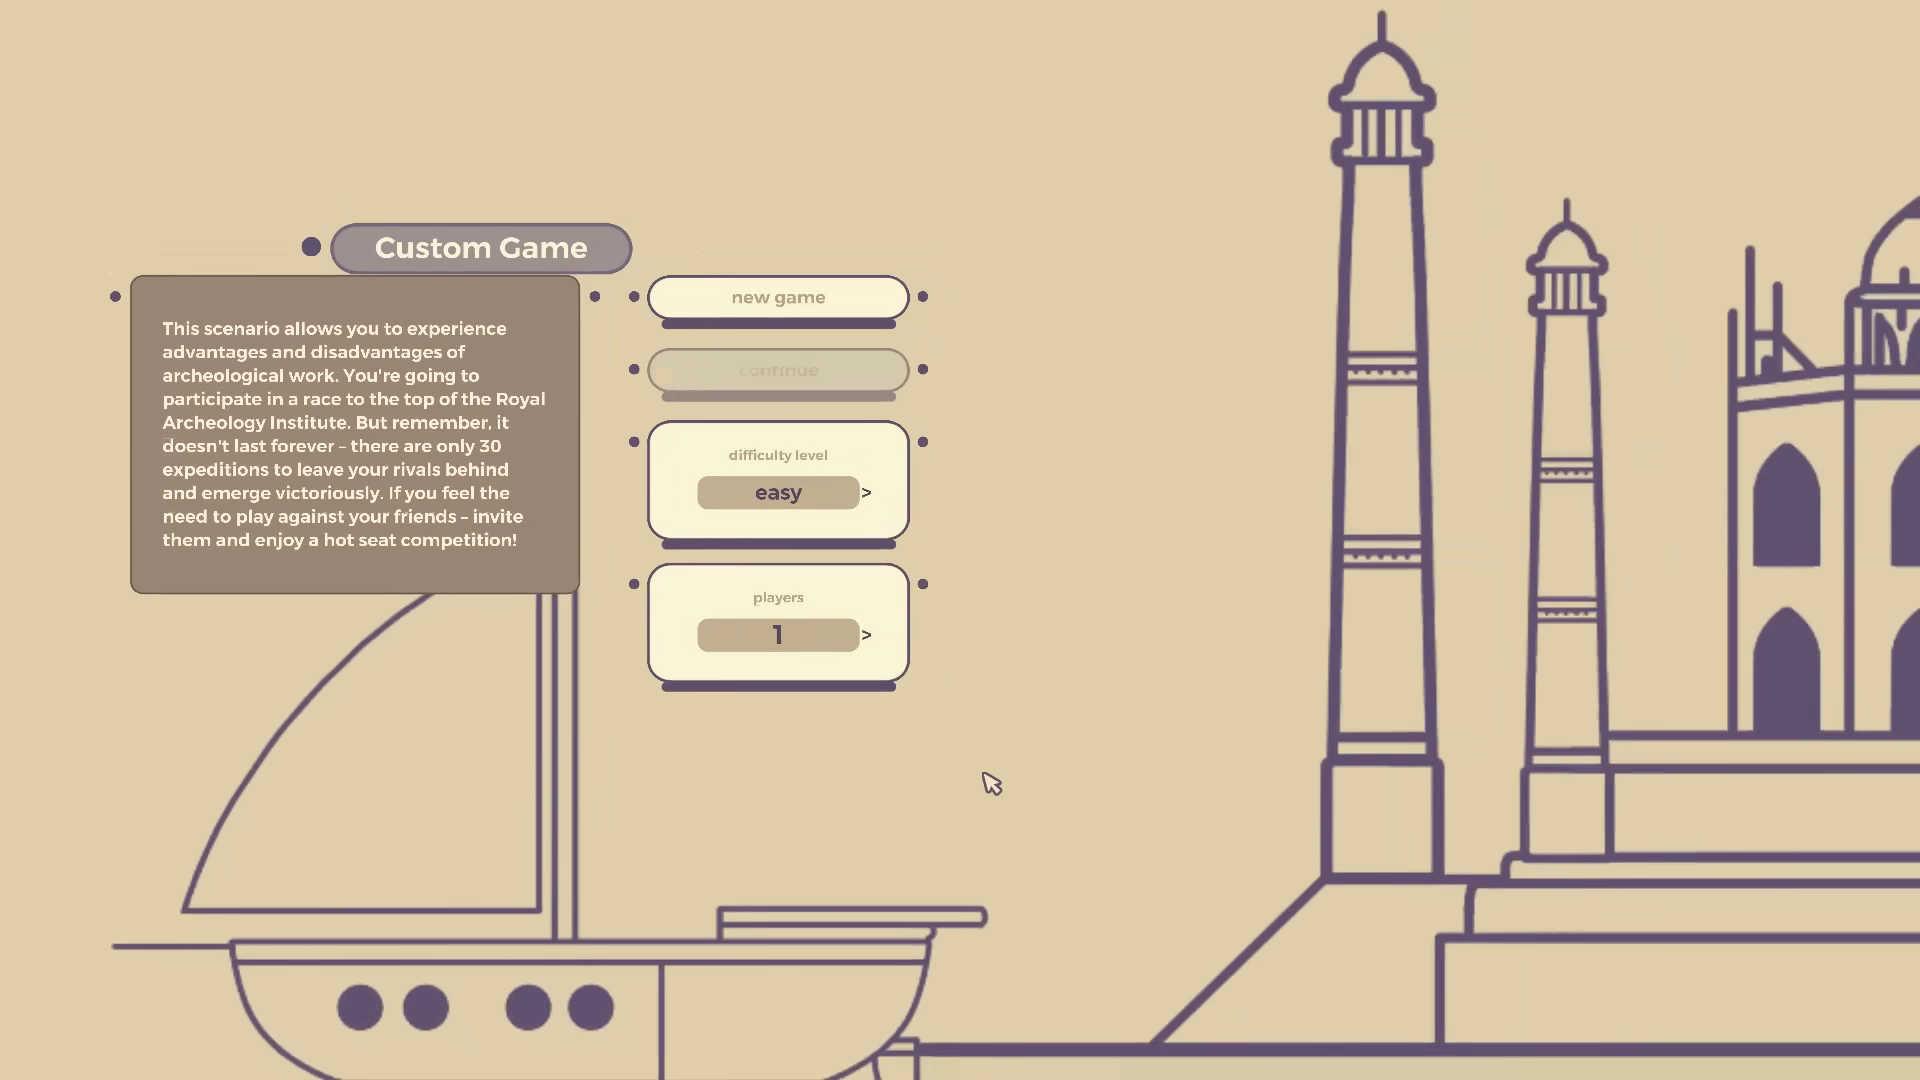 Custom Game
This scenario allows you to experience
advantages and disadvantages of
archeological work. You're going to
participate in a race to the top of the Royal
Archeology Institute. But remember, it
doesn't last forever – there are only 30
expeditions to leave your rivals behind
and emerge victoriously. If you feel the
need to play against your friends – invite
them and enjoy a hot seat competition!
new game
continue
difficulty level
easy >
players
1 >